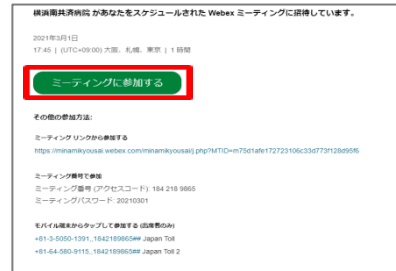 横浜南共済病院 があなたをスケジュールされた Webex ミーティングに招待しています。
2021年3月1日
17:45 | (UTC+09:00) 大阪、札幌、東京 | 1 時間
ミーティングに参加する
その他の参加方法:
ミーティング リンクから参加する
https://minamikyousai.webex.com/minamikyousai/j.php?MTID=m75d1afe172723106c33d773f128d95f6
ミーティング番号で参加
ミーティング番号 (アクセスコード): 184 218 9865
ミーティングパスワード: 20210301
モバイル端末からタップして参加する (出席者のみ)
+81-3-5050-1391,,1842189865## Japan Toll
+81-64-580-9115,,1842189865## Japan Toll 2